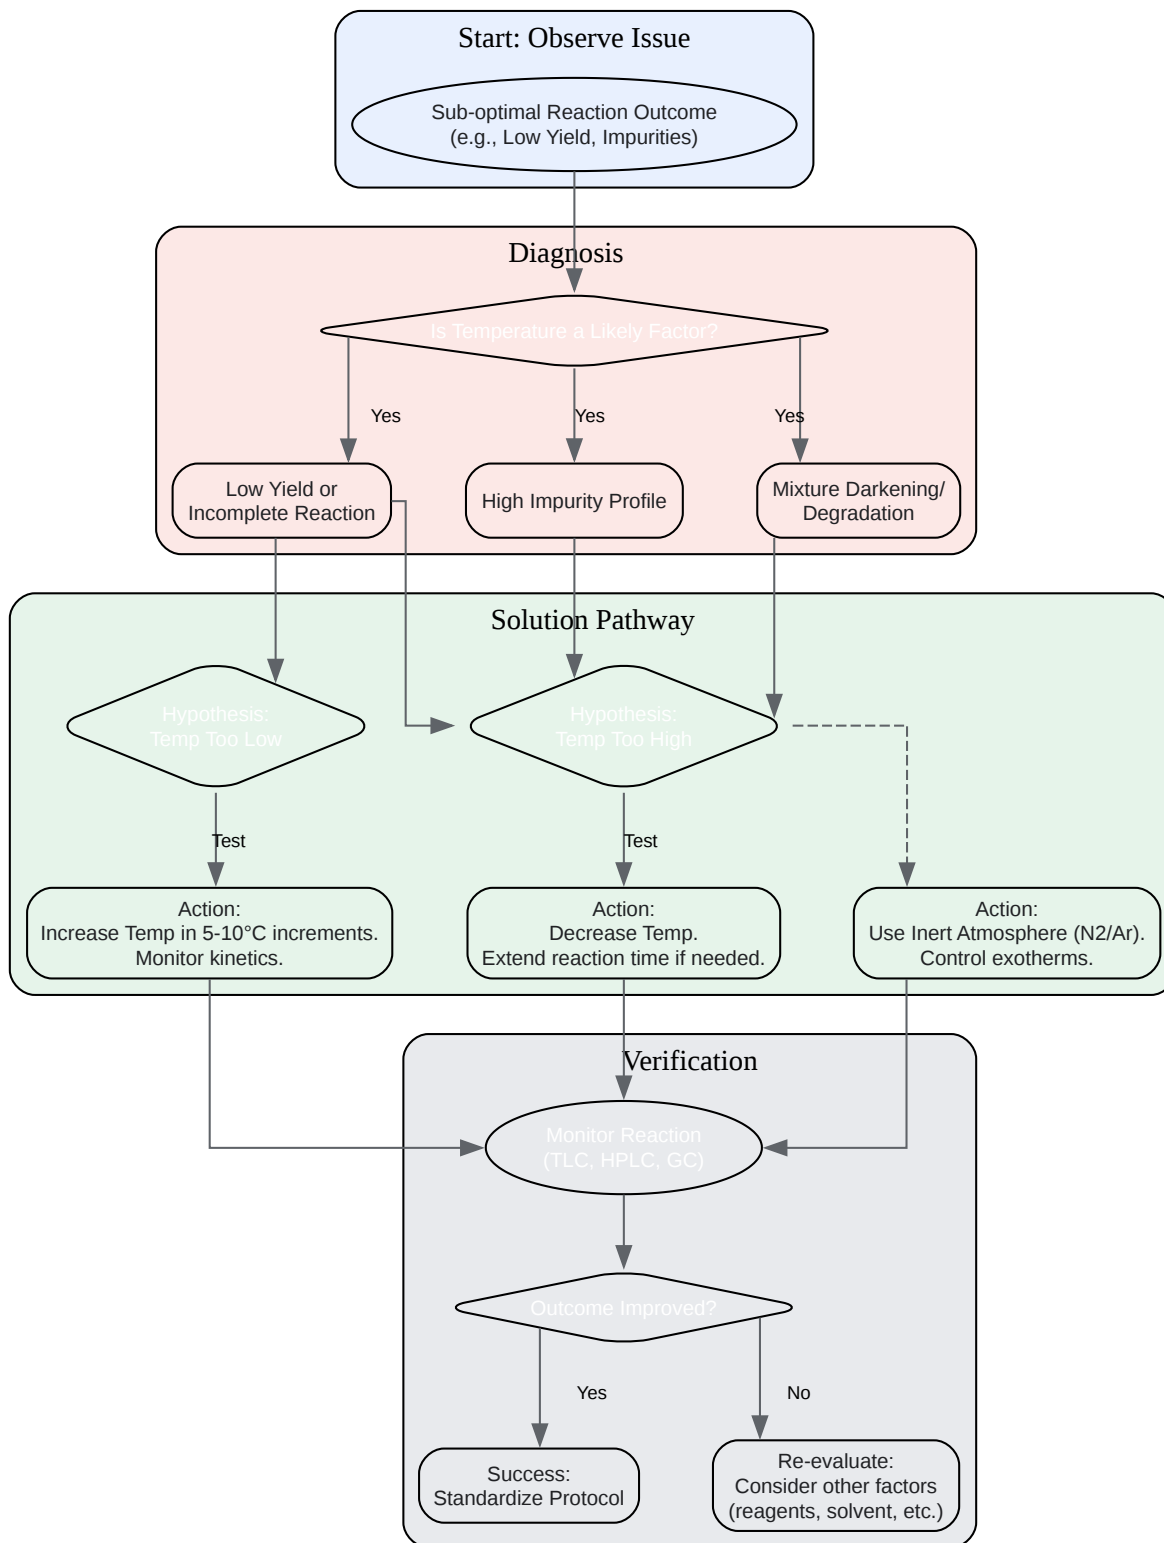 Start: Observe Issue
Sub-optimal Reaction Outcome
(e.g., Low Yield, Impurities)
Diagnosis
Is Temperature a Likely Factor?
Yes
Yes
Yes
Low Yield or
Incomplete Reaction
High Impurity Profile
Mixture Darkening/
Degradation
Solution Pathway
Hypothesis:
Temp Too Low
Hypothesis:
Temp Too High
Test
Test
Action:
Increase Temp in 5-10°C increments.
Monitor kinetics.
Action:
Decrease Temp.
Extend reaction time if needed.
Action:
Use Inert Atmosphere (N2/Ar).
Control exotherms.
Verification
Monitor Reaction
(TLC, HPLC, GC)
Outcome Improved?
Yes
No
Success:
Standardize Protocol
Re-evaluate:
Consider other factors
(reagents, solvent, etc.)